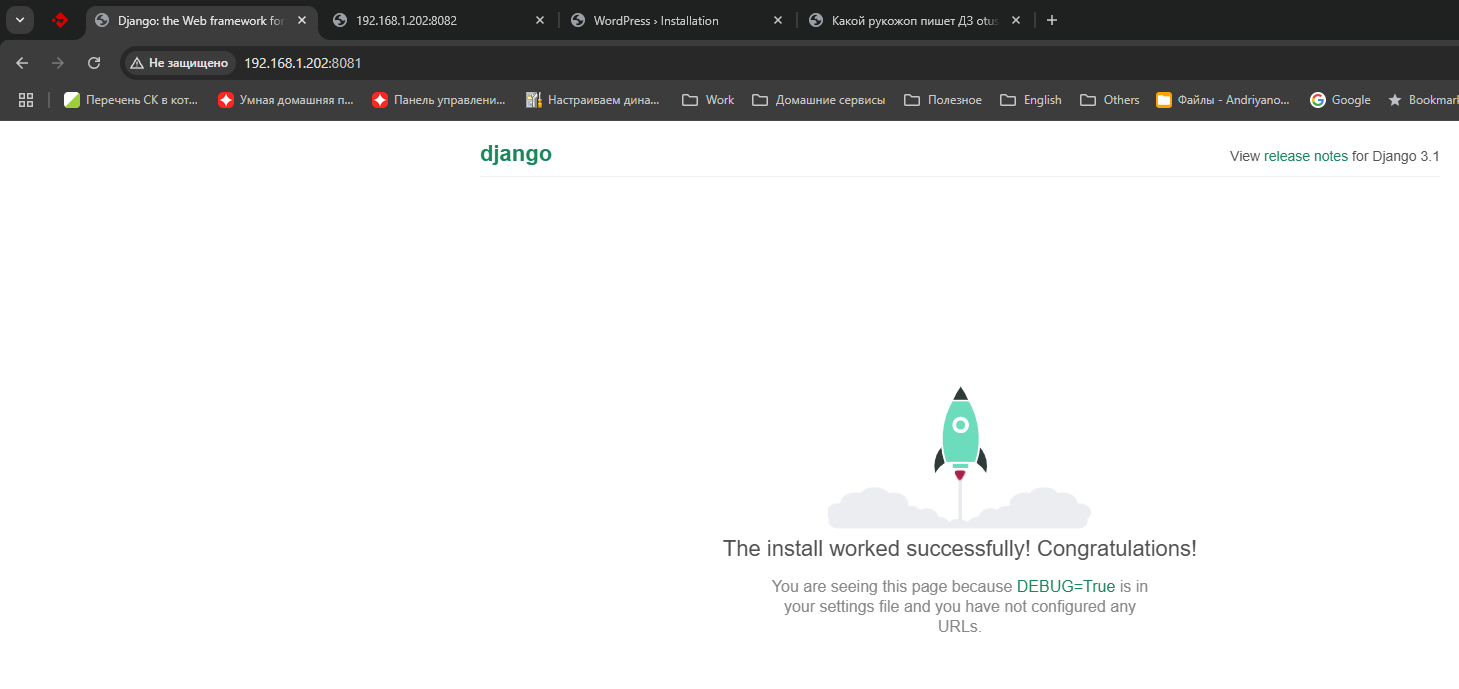 Django: the Web framework for
192.168.1.202:8082
WordPress › Installation
Какой рукожоп пишет ДЗ otus
Не защищено 192.168.1.202:8081
Перечень СК в кот... Умная домашняя п... Панель управлени... Настраиваем дина... Work Домашние сервисы Полезное English Others Файлы - Andriyano... Google Bookmark
django
View release notes for Django 3.1
The install worked successfully! Congratulations!
You are seeing this page because DEBUG=True is in
your settings file and you have not configured any
URLs.